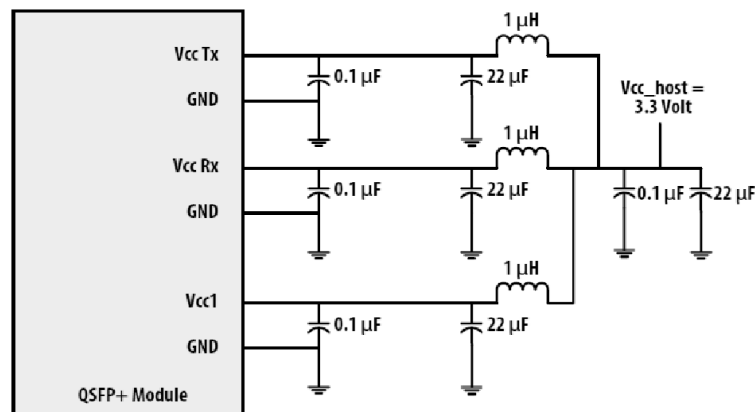 1 µH
Vcc Tx
0.1 µF
22 µF
GND
Vcc_host =
3.3 Volt
1 µH
Vcc Rx
0.1 µF
22 µF
0.1 µF
22 µF
GND
1 µH
Vcc1
0.1 µF
22 µF
GND
QSFP+ Module